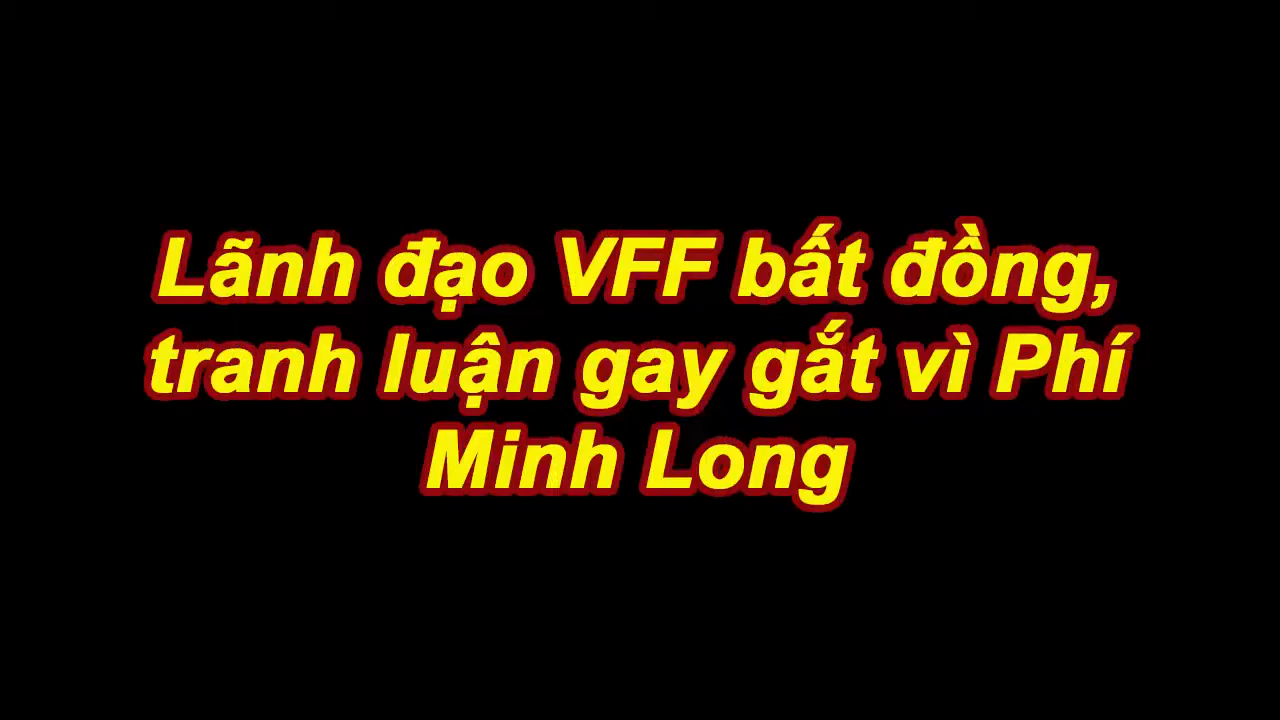 Lãnh đạo VFF bất đồng,
tranh luận gay gắt vì Phí
Minh Long